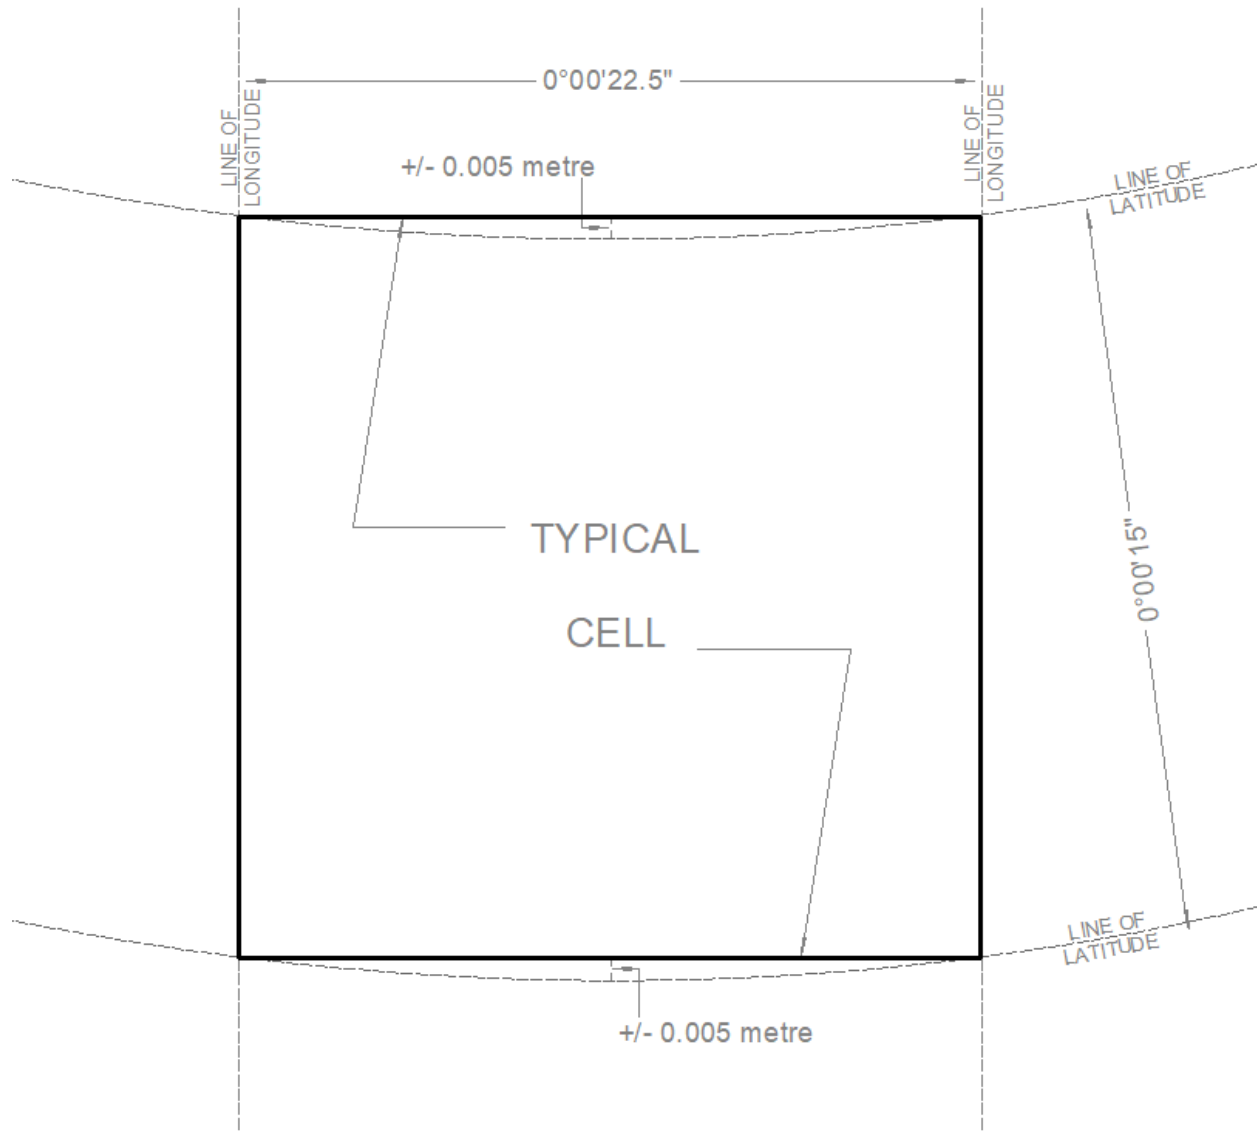 0°00'22.5"
LINE OF
LONGITUDE
LINE OF
LONGITUDE
+/- 0.005 metre
LINE OF
LATITUDE
TYPICAL
CELL
0°00'15"
LINE OF
LATITUDE
+/- 0.005 metre